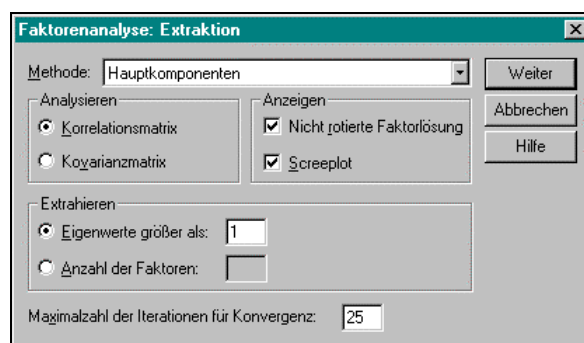 Faktorenanalyse: Extraktion
Methode: Hauptkomponenten
Weiter
Analysieren
Anzeigen
Abbrechen
Korrelationsmatrix
Nicht rotierte Faktorlösung
Hilfe
Kovarianzmatrix
Screeplot
Extrahieren
Eigenwerte größer als: 1
Anzahl der Faktoren:
Maximalzahl der Iterationen für Konvergenz: 25